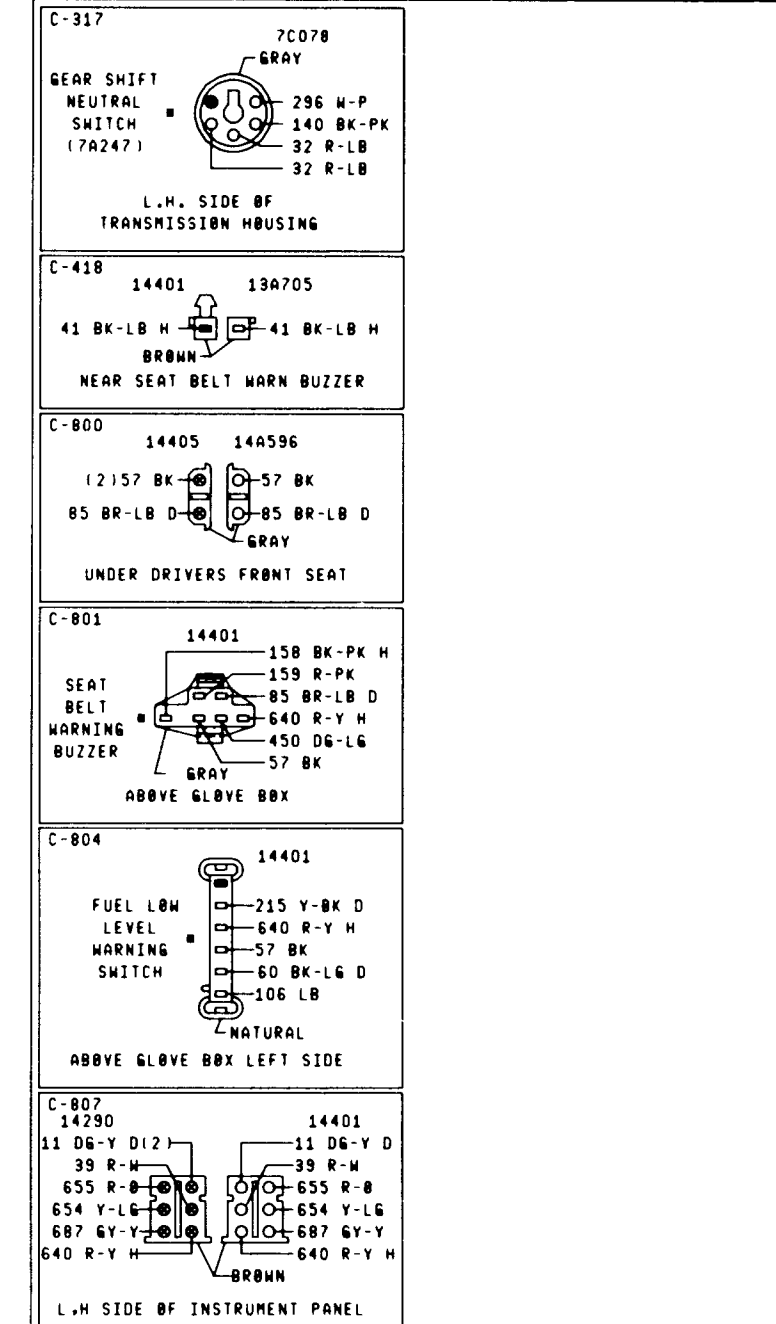 C-317
7C078
GRAY
GEAR SHIFT
NEUTRAL
SWITCH
(7A247)
296 W-P
140 BK-PK
32 R-LB
32 R-LB
L.H. SIDE OF
TRANSMISSION HOUSING
C-418
14401 13A705
41 BK-LB H 41 BK-LB H
BROWN
NEAR SEAT BELT WARN BUZZER
C-800
14405 14A596
(2)57 BK 57 BK
85 BR-LB D 85 BR-LB D
GRAY
UNDER DRIVERS FRONT SEAT
C-801
14401
158 BK-PK H
159 R-PK
85 BR-LB D
640 R-Y H
450 DG-LG
57 BK
SEAT
BELT
WARNING
BUZZER
GRAY
ABOVE GLOVE BOX
C-804
14401
FUEL LOW
LEVEL
WARNING
SWITCH
215 Y-BK D
640 R-Y H
57 BK
60 BK-LG D
106 LB
NATURAL
ABOVE GLOVE BOX LEFT SIDE
C-807
14290 14401
11 DG-Y D(2) 11 DG-Y D
39 R-W 39 R-W
655 R-O 655 R-O
654 Y-LG 654 Y-LG
687 GY-Y 687 GY-Y
640 R-Y H 640 R-Y H
BROWN
L.H SIDE OF INSTRUMENT PANEL